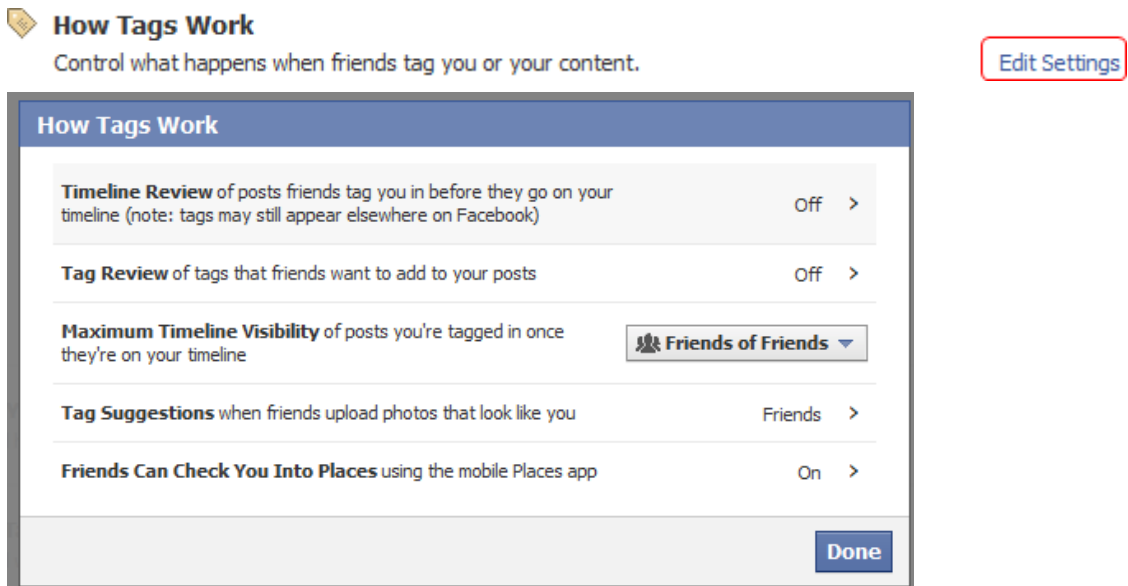 How Tags Work
Control what happens when friends tag you or your content.
Edit Settings
How Tags Work
Timeline Review of posts friends tag you in before they go on your
timeline (note: tags may still appear elsewhere on Facebook)
Off >
Tag Review of tags that friends want to add to your posts
Off >
Maximum Timeline Visibility of posts you're tagged in once
they're on your timeline
Friends of Friends
Tag Suggestions when friends upload photos that look like you
Friends >
Friends Can Check You Into Places using the mobile Places app
On >
Done